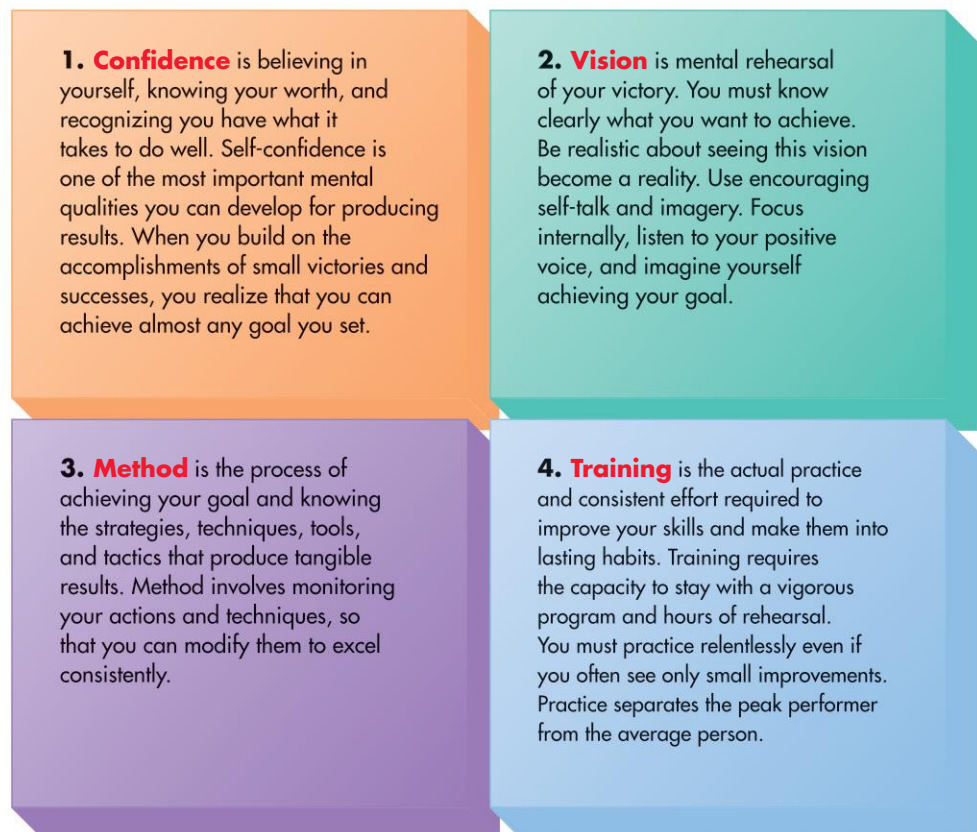 1. Confidence is believing in
yourself, knowing your worth, and
recognizing you have what it
takes to do well. Self-confidence is
one of the most important mental
qualities you can develop for producing
results. When you build on the
accomplishments of small victories and
successes, you realize that you can
achieve almost any goal you set.
2. Vision is mental rehearsal
of your victory. You must know
clearly what you want to achieve.
Be realistic about seeing this vision
become a reality. Use encouraging
self-talk and imagery. Focus
internally, listen to your positive
voice, and imagine yourself
achieving your goal.
3. Method is the process of
achieving your goal and knowing
the strategies, techniques, tools,
and tactics that produce tangible
results. Method involves monitoring
your actions and techniques, so
that you can modify them to excel
consistently.
4. Training is the actual practice
and consistent effort required to
improve your skills and make them into
lasting habits. Training requires
the capacity to stay with a vigorous
program and hours of rehearsal.
You must practice relentlessly even if
you often see only small improvements.
Practice separates the peak performer
from the average person.